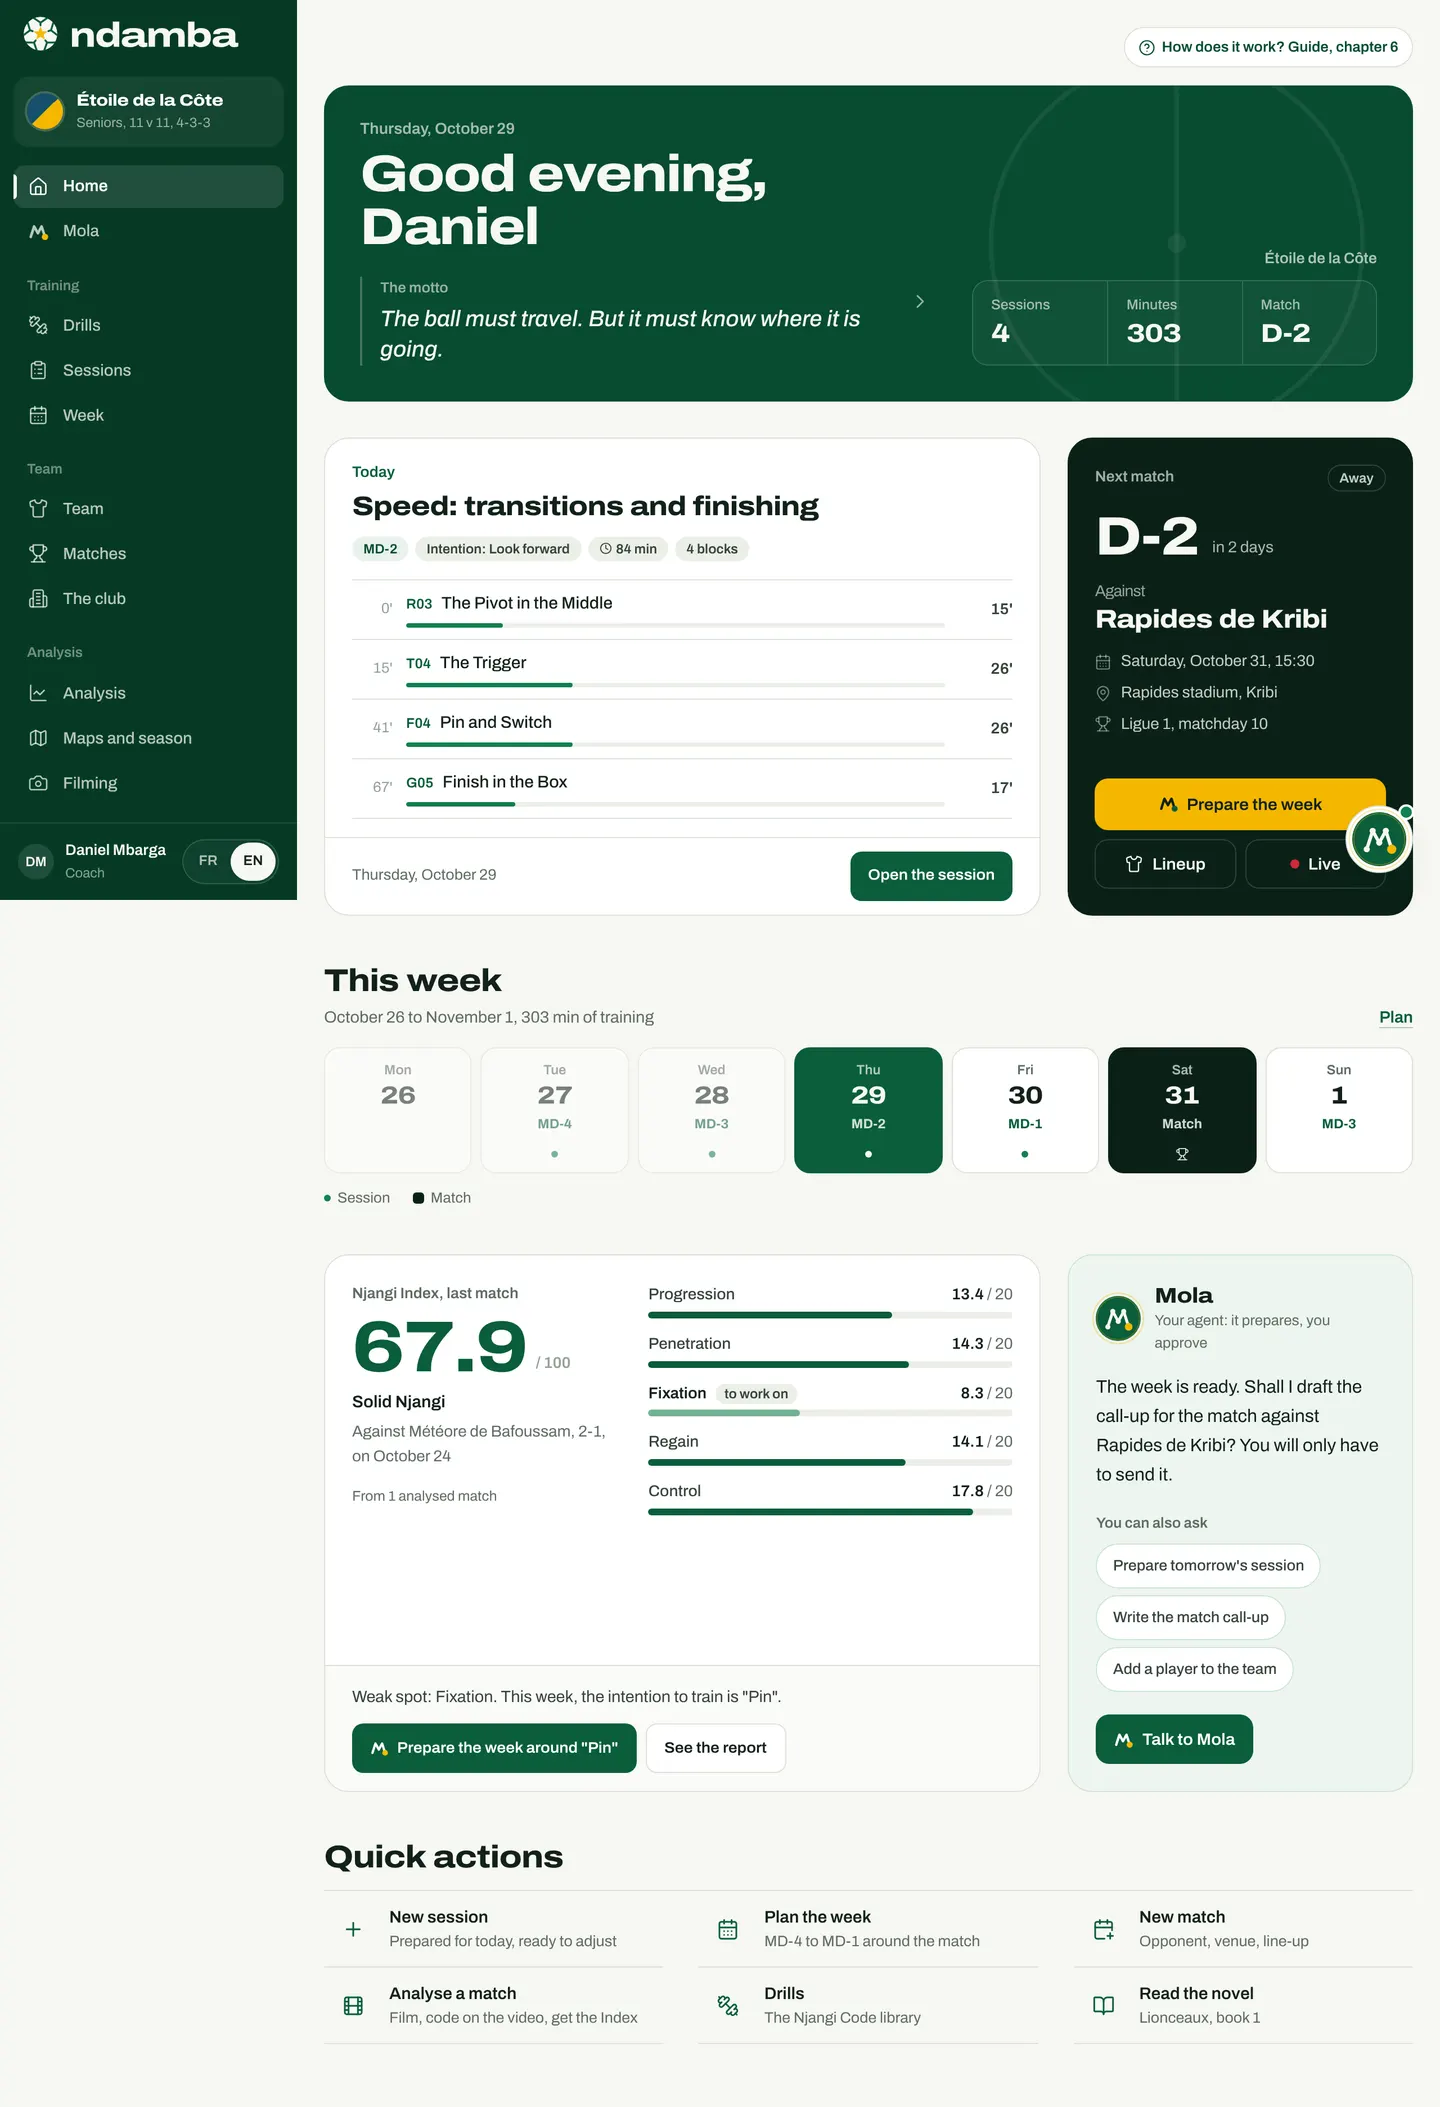 ndamba
Étoile de la Côte
Seniors, 11 v 11, 4-3-3
Home
Mola
Training
Drills
Sessions
Week
Team
Team
Matches
The club
Analysis
Analysis
Maps and season
Filming
DM
Daniel Mbarga
Coach
FR
EN
How does it work? Guide, chapter 6
Thursday, October 29
Good evening,
Daniel
The motto
The ball must travel. But it must know where it is
going.
Étoile de la Côte
Sessions
4
Minutes
303
Match
D-2
Today
Speed: transitions and finishing
MD-2
Intention: Look forward
84 min
4 blocks
0' R03 The Pivot in the Middle 15'
15' T04 The Trigger 26'
41' F04 Pin and Switch 26'
67' G05 Finish in the Box 17'
Thursday, October 29
Open the session
Next match
Away
D-2 in 2 days
Against
Rapides de Kribi
Saturday, October 31, 15:30
Rapides stadium, Kribi
Ligue 1, matchday 10
Prepare the week
Lineup
Live
This week
October 26 to November 1, 303 min of training
Plan
Mon
26
Tue
27
MD-4
Wed
28
MD-3
Thu
29
MD-2
Fri
30
MD-1
Sat
31
Match
Sun
1
MD-3
Session
Match
Njangi Index, last match
67.9 / 100
Solid Njangi
Against Météore de Bafoussam, 2-1,
on October 24
From 1 analysed match
Progression 13.4 / 20
Penetration 14.3 / 20
Fixation to work on 8.3 / 20
Regain 14.1 / 20
Control 17.8 / 20
Weak spot: Fixation. This week, the intention to train is "Pin".
Prepare the week around "Pin"
See the report
Mola
Your agent: it prepares, you
approve
The week is ready. Shall I draft the
call-up for the match against
Rapides de Kribi? You will only have
to send it.
You can also ask
Prepare tomorrow's session
Write the match call-up
Add a player to the team
Talk to Mola
Quick actions
New session
Prepared for today, ready to adjust
Plan the week
MD-4 to MD-1 around the match
New match
Opponent, venue, line-up
Analyse a match
Film, code on the video, get the Index
Drills
The Njangi Code library
Read the novel
Lionceaux, book 1